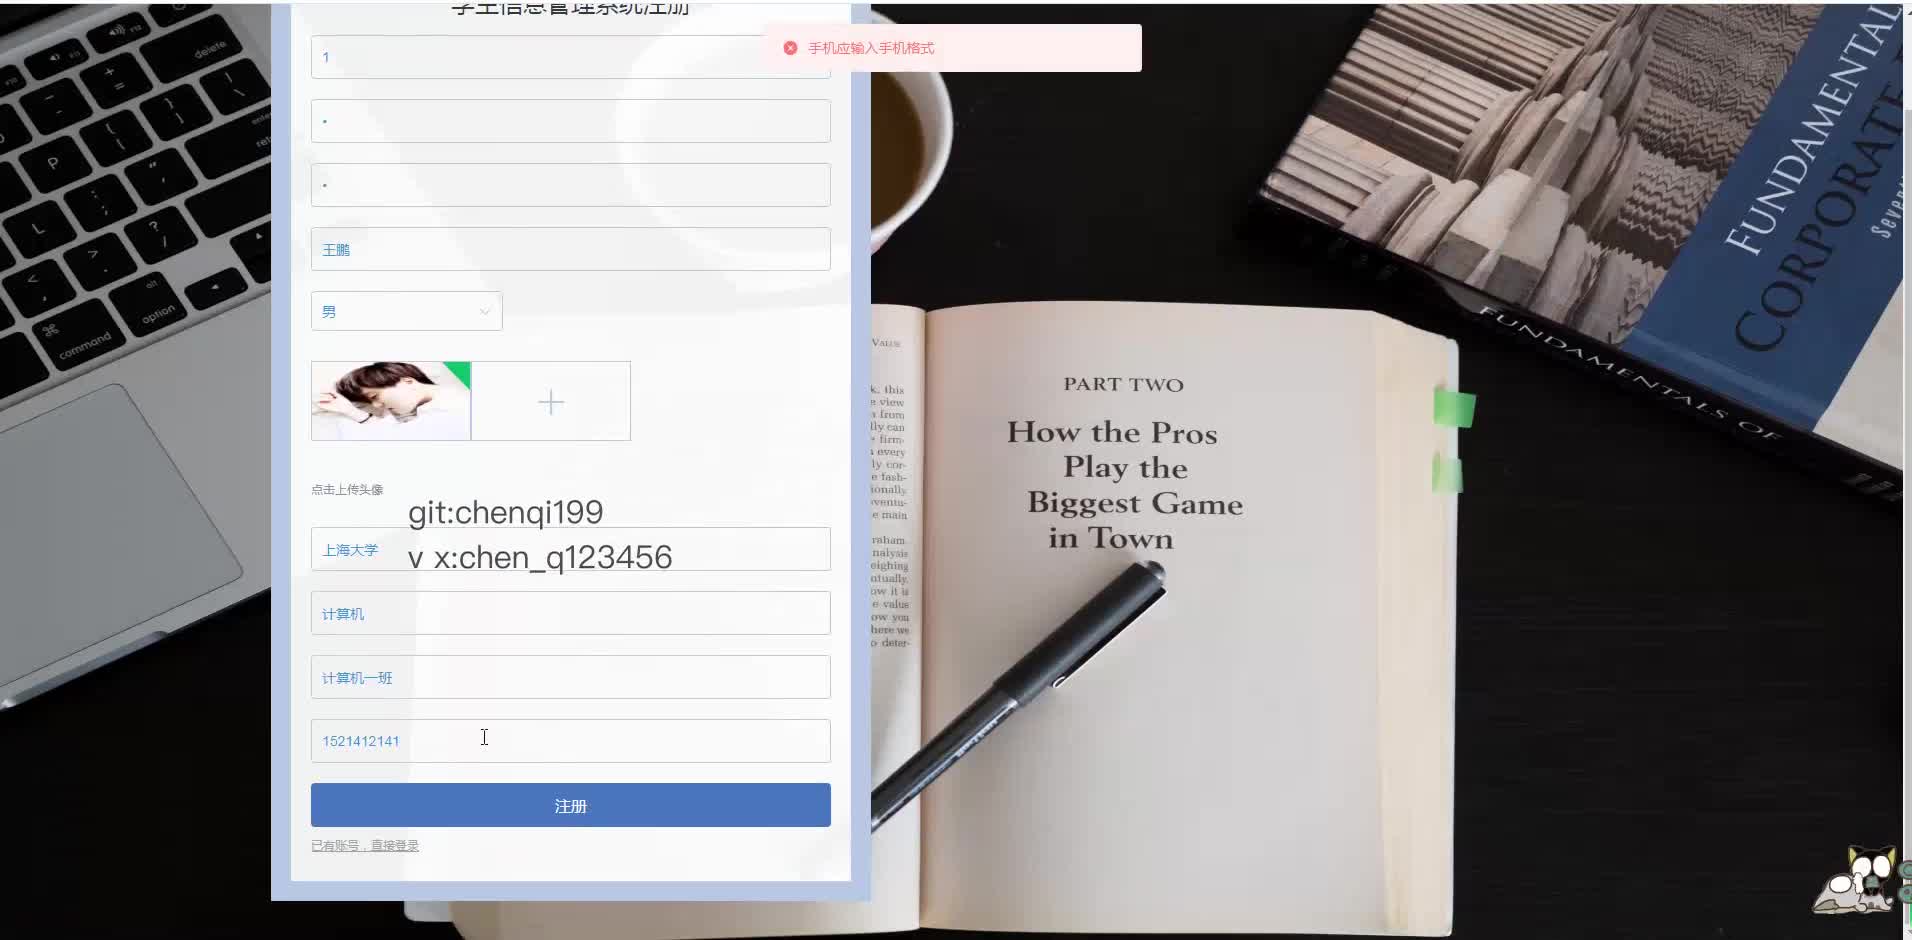 学生信息管理系统注册
手机应输入手机格式
1
王鹏
男
点击上传头像
git:chenqi199
上海大学
v x:chen_q123456
计算机
计算机一班
1521412141
注册
已有账号，直接登录
delete
P
L
command
option
alt
PART TWO
How the Pros
Play the
Biggest Game
in Town
FUNDAMENTAL
CORPORATE
Seven
FUNDAMENTALS OF